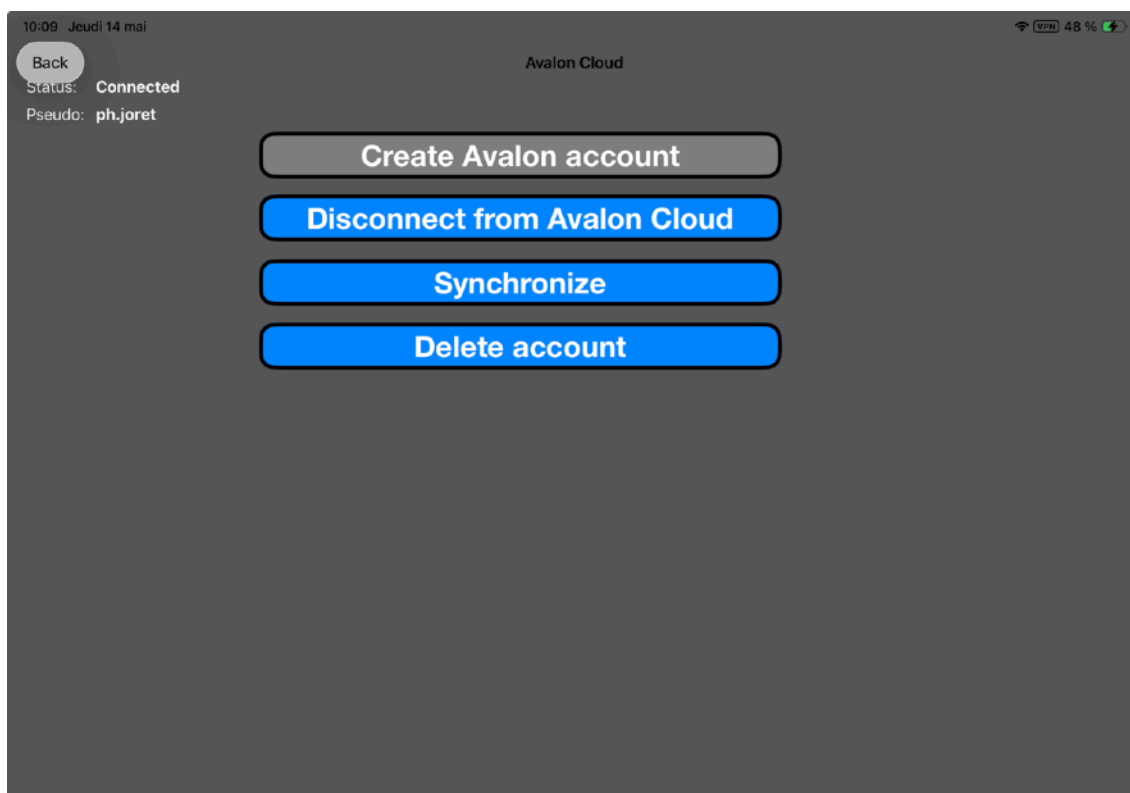 10:09 Jeudi 14 mai VPN 48 %
Back Avalon Cloud
Status: Connected
Pseudo: ph.joret
Create Avalon account
Disconnect from Avalon Cloud
Synchronize
Delete account